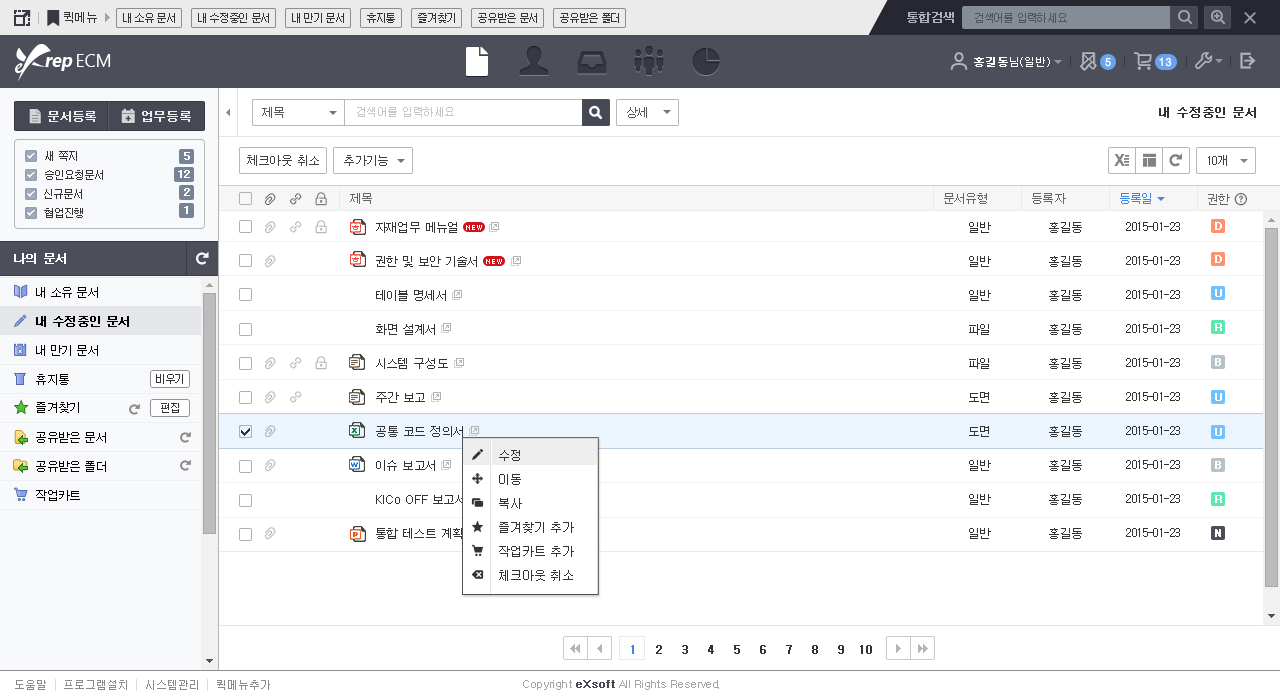 퀵메뉴 내 소유 문서 내 수정중인 문서 내 만기 문서 휴지통 즐겨찾기 공유받은 문서 공유받은 폴더 통합검색 검색어를 입력하세요
Xrep ECM 홍길동님(일반) 5 13
문서등록 업무등록
새 쪽지 5
승인요청문서 12
신규문서 2
협업진행 1
나의 문서
내 소유 문서
내 수정중인 문서
내 만기 문서
휴지통 비우기
즐겨찾기 편집
공유받은 문서
공유받은 폴더
작업카트
제목 검색어를 입력하세요 상세 내 수정중인 문서
체크아웃 취소 추가기능 10개
제목 문서유형 등록자 등록일 권한
자재업무 메뉴얼 NEW 일반 홍길동 2015-01-23 D
권한 및 보안 기술서 NEW 일반 홍길동 2015-01-23 D
테이블 명세서 일반 홍길동 2015-01-23 U
화면 설계서 파일 홍길동 2015-01-23 R
시스템 구성도 파일 홍길동 2015-01-23 B
주간 보고 도면 홍길동 2015-01-23 U
공통 코드 정의서 도면 홍길동 2015-01-23 U
이슈 보고서 일반 홍길동 2015-01-23 B
KICo OFF 보고서 일반 홍길동 2015-01-23 R
통합 테스트 계획 일반 홍길동 2015-01-23 N
수정
이동
복사
즐겨찾기 추가
작업카트 추가
체크아웃 취소
1 2 3 4 5 6 7 8 9 10
도움말 프로그램설치 시스템관리 퀵메뉴추가 Copyright eXsoft All Rights Reserved.